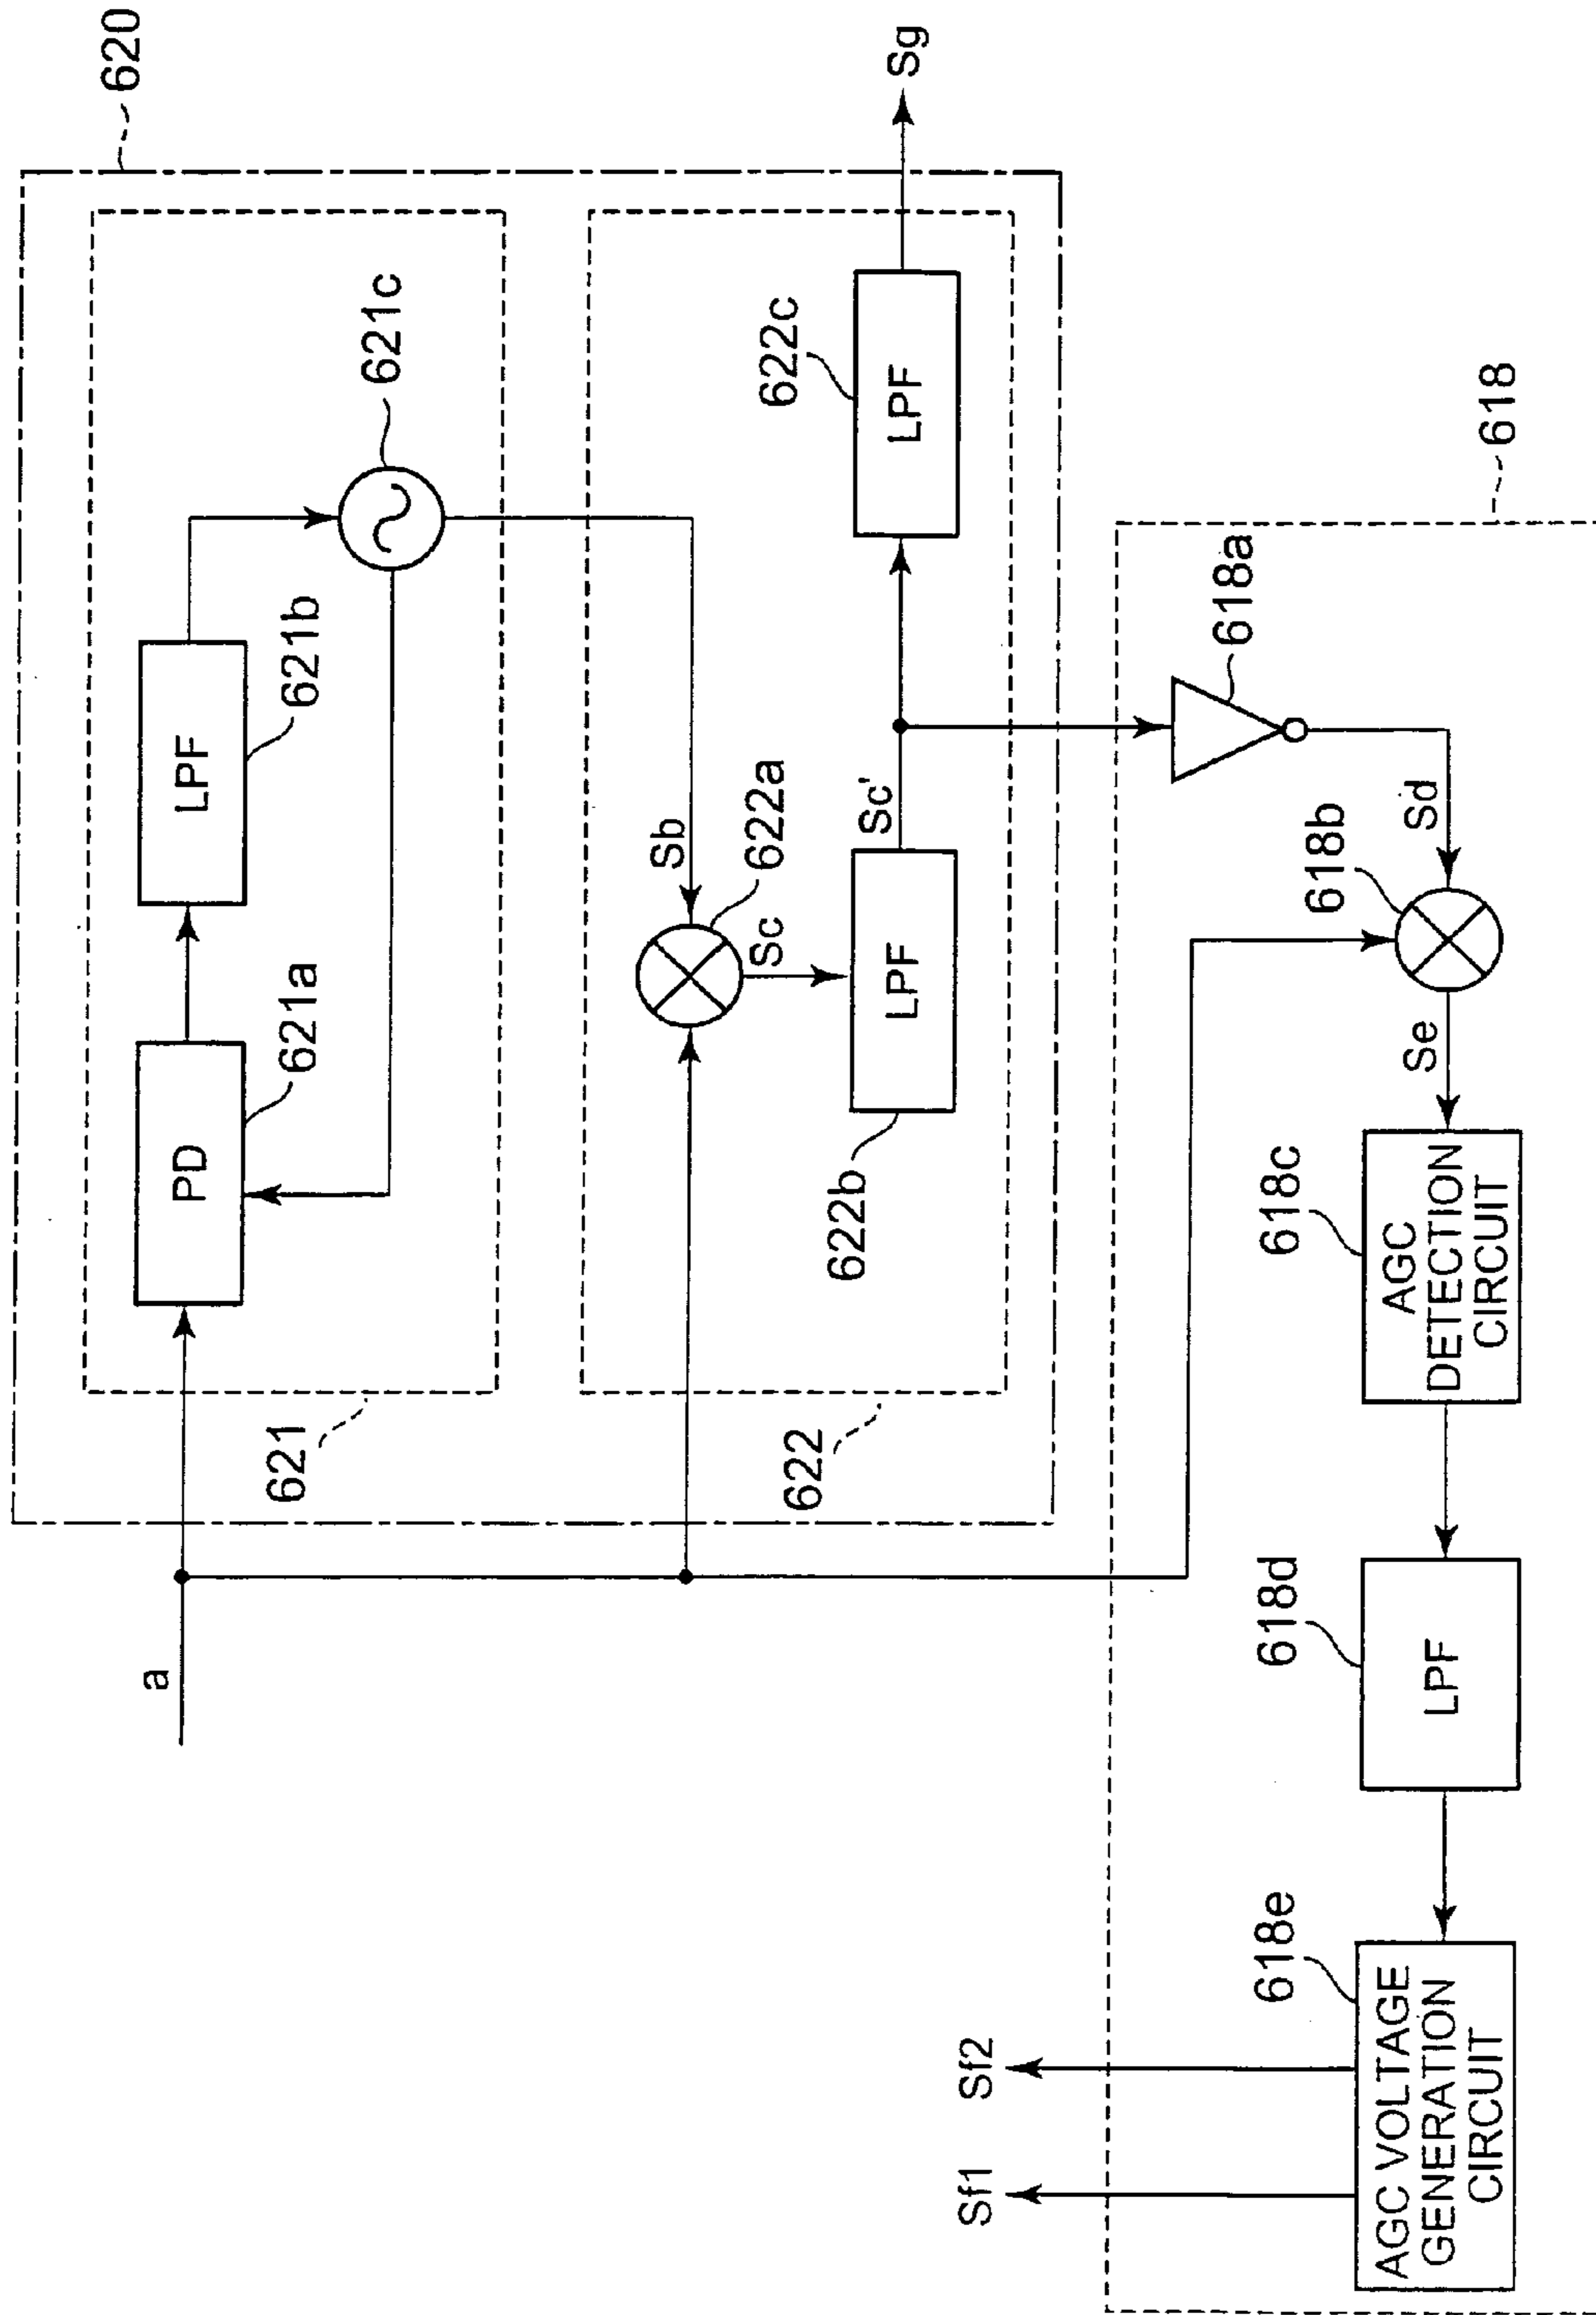 620
621
PD
621a
LPF
621b
621c
a
622
Sb
622a
Sc
LPF
622b
Sc'
LPF
622c
Sg
618
618a
Sd
618b
Se
AGC
DETECTION
CIRCUIT
618c
LPF
618d
AGC VOLTAGE
GENERATION
CIRCUIT
618e
Sf1
Sf2